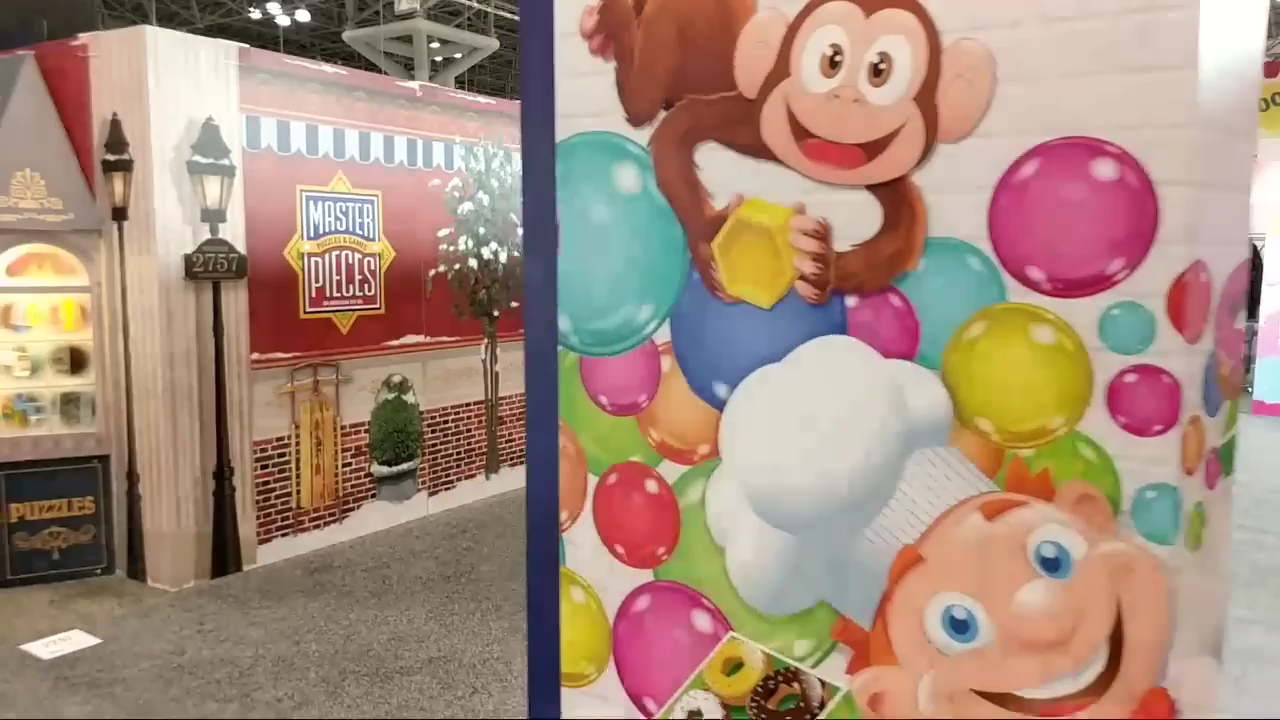 MASTER
PUZZLES & GAMES
PIECES
2757
PUZZLES